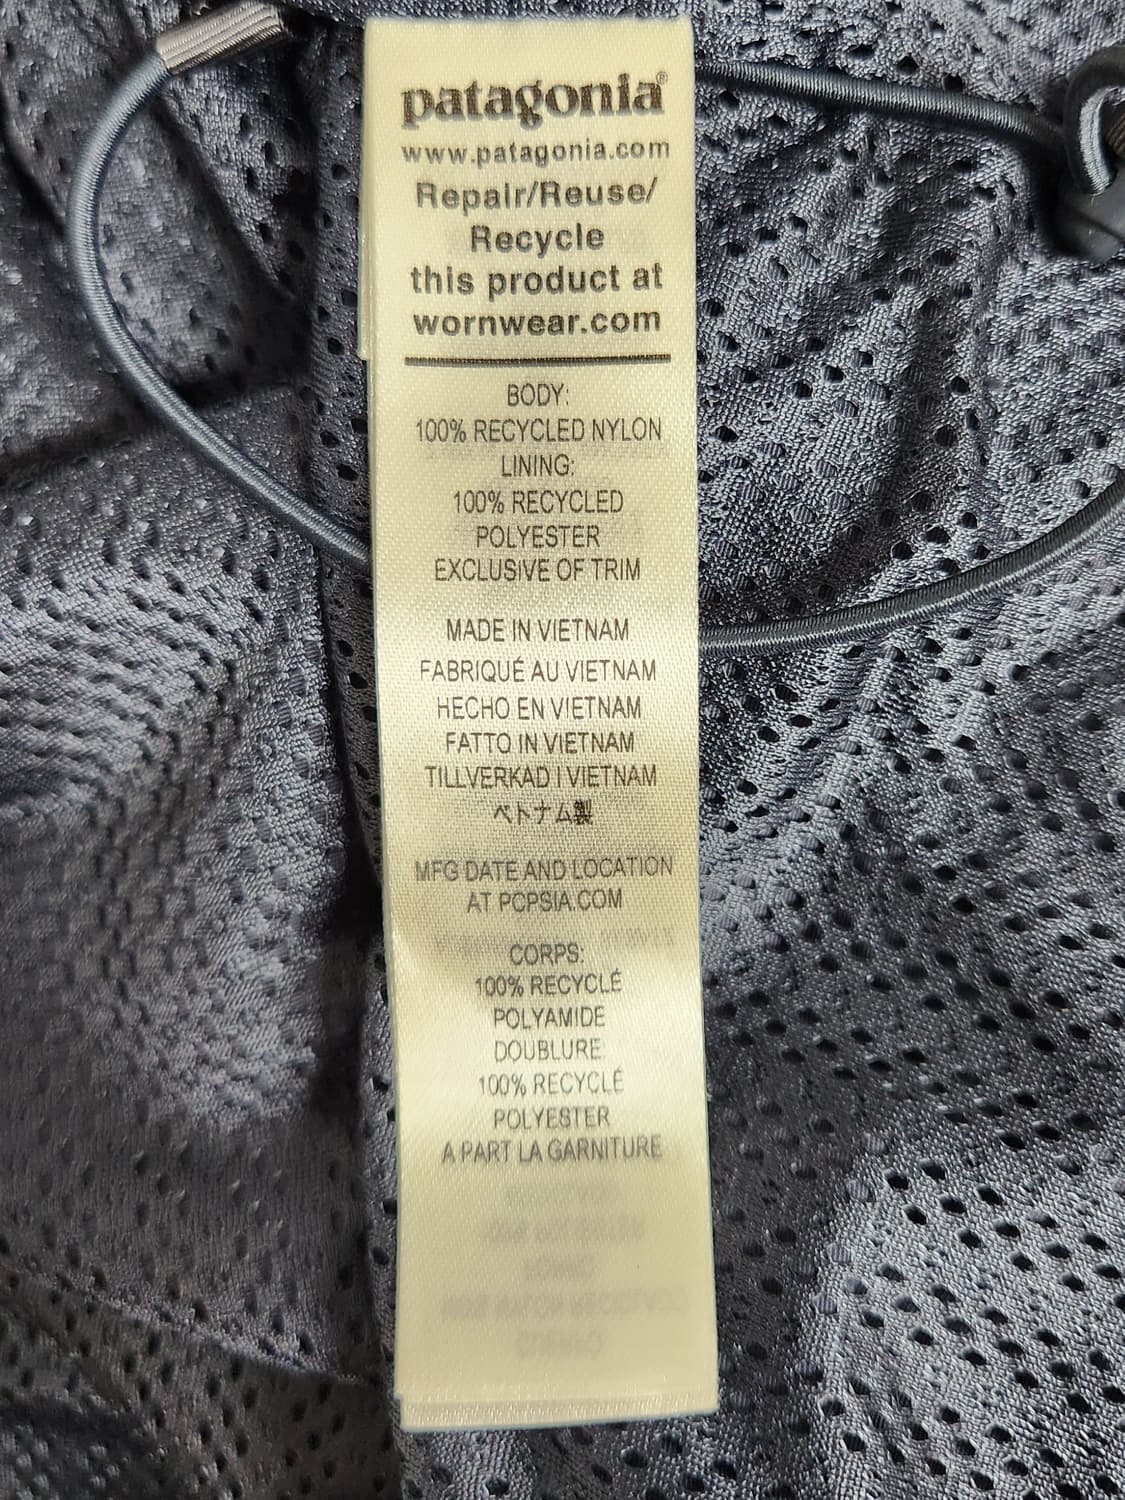 patagonia®
www.patagonia.com
Repair/Reuse/
Recycle
this product at
wornwear.com
BODY:
100% RECYCLED NYLON
LINING:
100% RECYCLED
POLYESTER
EXCLUSIVE OF TRIM
MADE IN VIETNAM
FABRIQUÉ AU VIETNAM
HECHO EN VIETNAM
FATTO IN VIETNAM
TILLVERKAD I VIETNAM
ベトナム製
MFG DATE AND LOCATION
AT PCPSIA.COM
CORPS:
100% RECYCLÉ
POLYAMIDE
DOUBLURE:
100% RECYCLÉ
POLYESTER
A PART LA GARNITURE